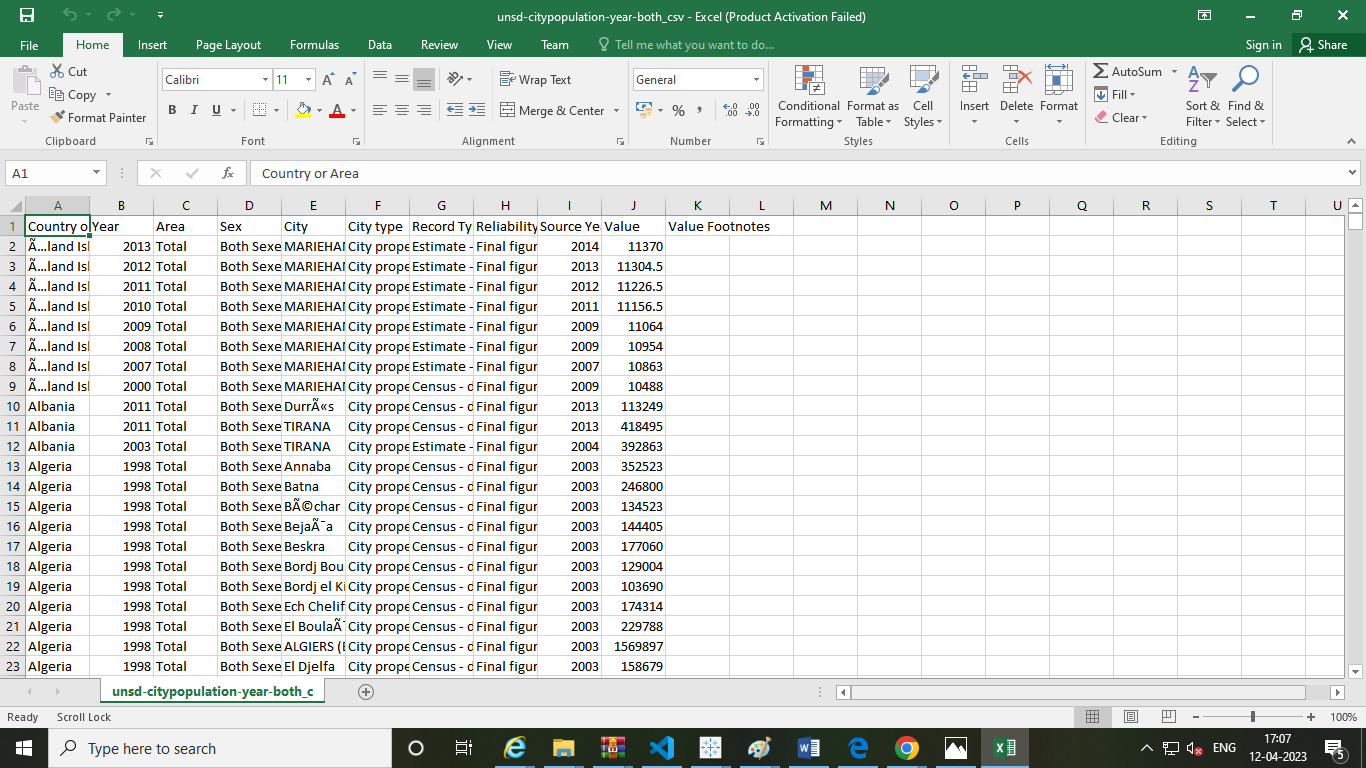 unsd-citypopulation-year-both_csv - Excel (Product Activation Failed)
File Home Insert Page Layout Formulas Data Review View Team Tell me what you want to do... Sign in Share
Paste Cut Copy Format Painter Clipboard
Calibri 11 A A B I U A Font
Wrap Text Merge & Center Alignment
General % , .0 .00 .00 .0 Number
Conditional Formatting Format as Table Cell Styles Styles
Insert Delete Format Cells
AutoSum Fill Clear Sort & Filter Find & Select Editing
A1 fx Country or Area
A B C D E F G H I J K L M N O P Q R S T U
1 Country o Year Area Sex City City type Record Ty Reliability Source Ye Value Value Footnotes
2 Ã…land Isl 2013 Total Both Sexe MARIEHAN City prope Estimate - Final figur 2014 11370
3 Ã…land Isl 2012 Total Both Sexe MARIEHAN City prope Estimate - Final figur 2013 11304.5
4 Ã…land Isl 2011 Total Both Sexe MARIEHAN City prope Estimate - Final figur 2012 11226.5
5 Ã…land Isl 2010 Total Both Sexe MARIEHAN City prope Estimate - Final figur 2011 11156.5
6 Ã…land Isl 2009 Total Both Sexe MARIEHAN City prope Estimate - Final figur 2009 11064
7 Ã…land Isl 2008 Total Both Sexe MARIEHAN City prope Estimate - Final figur 2009 10954
8 Ã…land Isl 2007 Total Both Sexe MARIEHAN City prope Estimate - Final figur 2007 10863
9 Ã…land Isl 2000 Total Both Sexe MARIEHAN City prope Census - d Final figur 2009 10488
10 Albania 2011 Total Both Sexe DurrÃ«s City prope Census - d Final figur 2013 113249
11 Albania 2011 Total Both Sexe TIRANA City prope Census - d Final figur 2013 418495
12 Albania 2003 Total Both Sexe TIRANA City prope Estimate - Final figur 2004 392863
13 Algeria 1998 Total Both Sexe Annaba City prope Census - d Final figur 2003 352523
14 Algeria 1998 Total Both Sexe Batna City prope Census - d Final figur 2003 246800
15 Algeria 1998 Total Both Sexe BÃ©char City prope Census - d Final figur 2003 134523
16 Algeria 1998 Total Both Sexe BejaÃ¯a City prope Census - d Final figur 2003 144405
17 Algeria 1998 Total Both Sexe Beskra City prope Census - d Final figur 2003 177060
18 Algeria 1998 Total Both Sexe Bordj Bou City prope Census - d Final figur 2003 129004
19 Algeria 1998 Total Both Sexe Bordj el Ki City prope Census - d Final figur 2003 103690
20 Algeria 1998 Total Both Sexe Ech Cheliff City prope Census - d Final figur 2003 174314
21 Algeria 1998 Total Both Sexe El BoulaÃ¯ City prope Census - d Final figur 2003 229788
22 Algeria 1998 Total Both Sexe ALGIERS (E City prope Census - d Final figur 2003 1569897
23 Algeria 1998 Total Both Sexe El Djelfa City prope Census - d Final figur 2003 158679
unsd-citypopulation-year-both_c
Ready Scroll Lock 100%
Type here to search ENG 17:07
12-04-2023 5